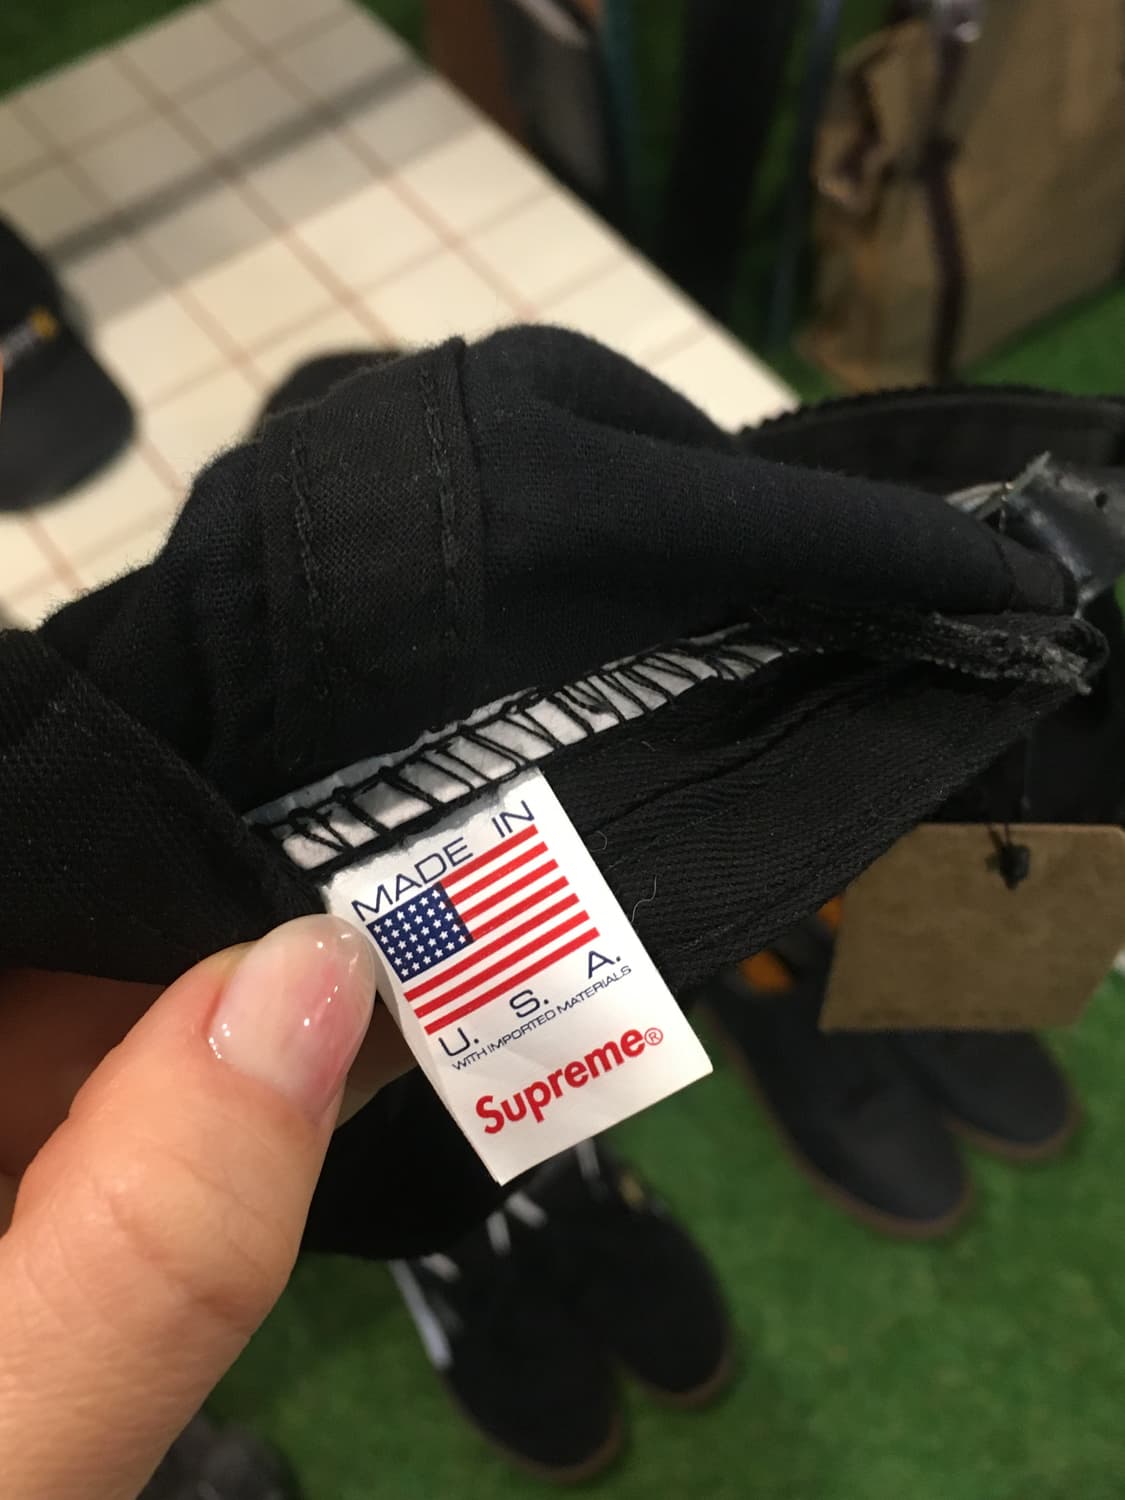 MADE IN
U. S. A.
WITH IMPORTED MATERIALS
Supreme®